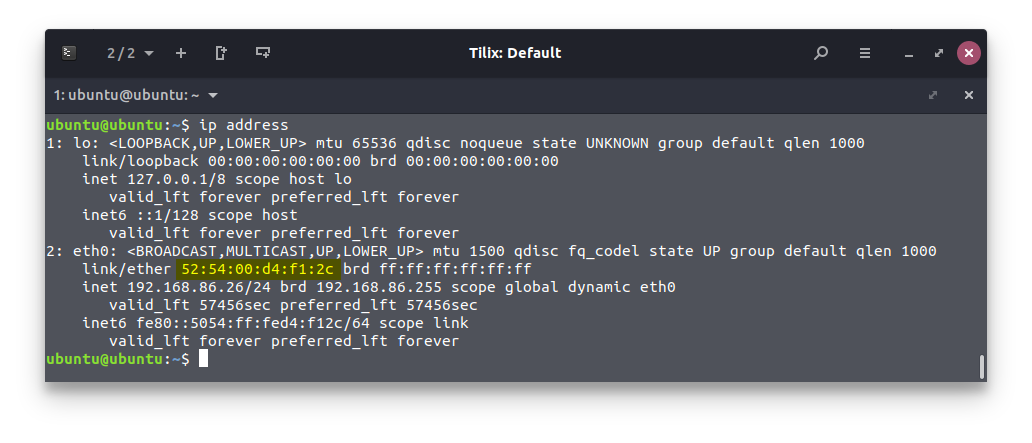 2 / 2
Tilix: Default
1: ubuntu@ubuntu: ~
ubuntu@ubuntu:~$ ip address
1: lo: <LOOPBACK,UP,LOWER_UP> mtu 65536 qdisc noqueue state UNKNOWN group default qlen 1000
    link/loopback 00:00:00:00:00:00 brd 00:00:00:00:00:00
    inet 127.0.0.1/8 scope host lo
       valid_lft forever preferred_lft forever
    inet6 ::1/128 scope host
       valid_lft forever preferred_lft forever
2: eth0: <BROADCAST,MULTICAST,UP,LOWER_UP> mtu 1500 qdisc fq_codel state UP group default qlen 1000
    link/ether 52:54:00:d4:f1:2c brd ff:ff:ff:ff:ff:ff
    inet 192.168.86.26/24 brd 192.168.86.255 scope global dynamic eth0
       valid_lft 57456sec preferred_lft 57456sec
    inet6 fe80::5054:ff:fed4:f12c/64 scope link
       valid_lft forever preferred_lft forever
ubuntu@ubuntu:~$